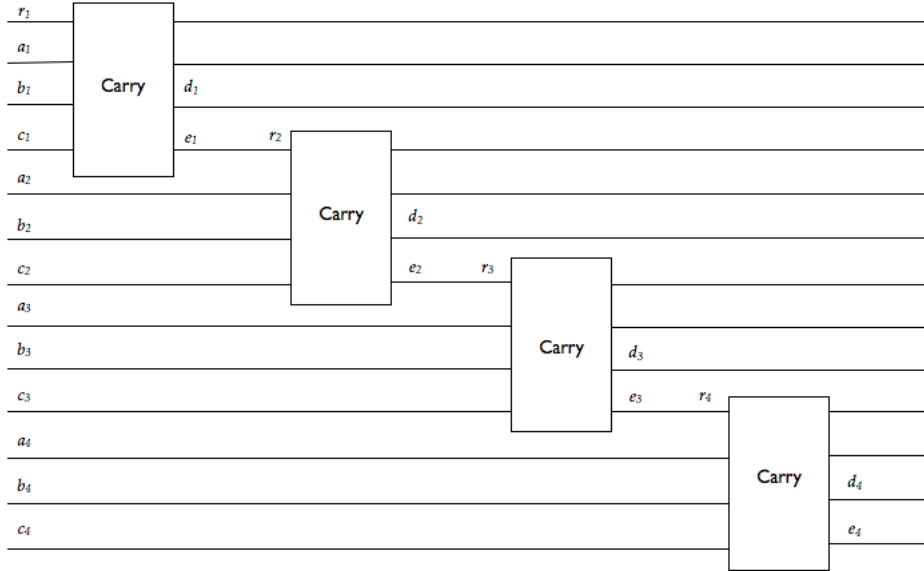 r₁
a₁
b₁ Carry d₁
c₁ e₁ r₂
a₂
b₂ Carry d₂
c₂ e₂ r₃
a₃
b₃ Carry d₃
c₃ e₃ r₄
a₄
b₄ Carry d₄
c₄ e₄